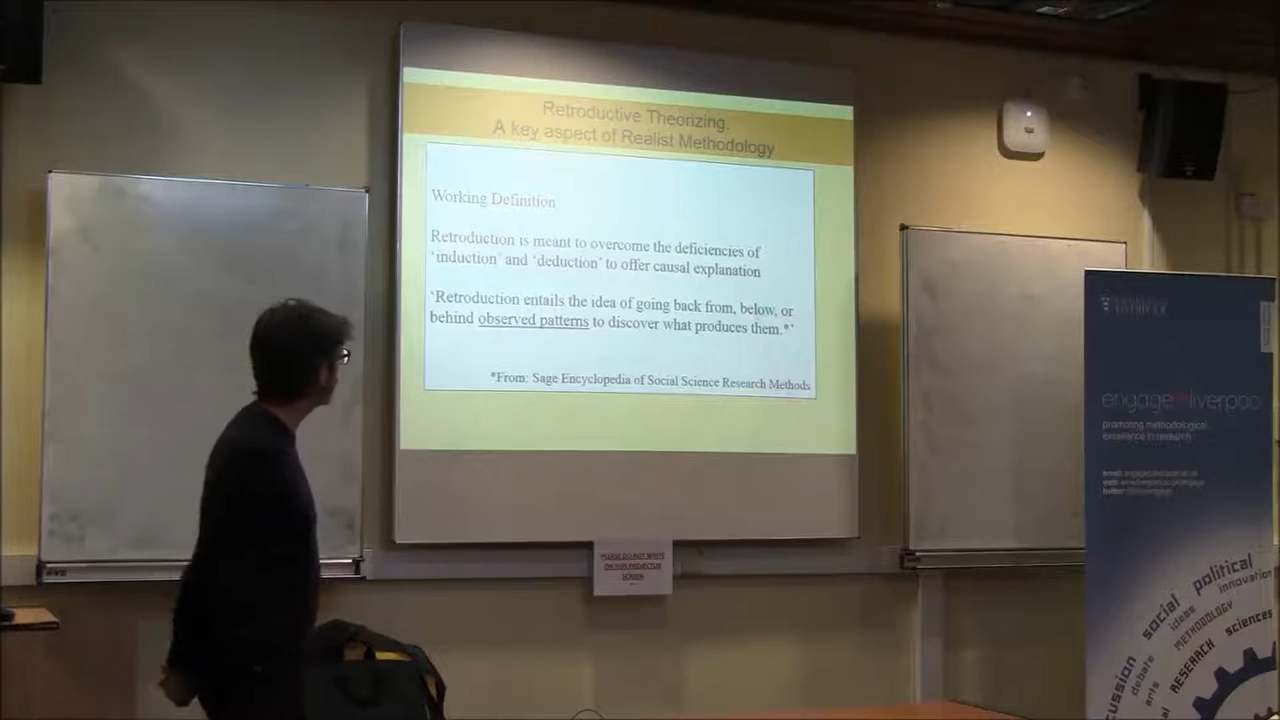 Retroductive Theorizing.
A key aspect of Realist Methodology
Working Definition
Retroduction is meant to overcome the deficiencies of
‘induction’ and ‘deduction’ to offer causal explanation
‘Retroduction entails the idea of going back from, below, or
behind observed patterns to discover what produces them.*’
*From: Sage Encyclopedia of Social Science Research Methods
PLEASE DO NOT WRITE
ON THIS PROJECTOR
SCREEN
engage liverpool
promoting methodological
excellence in research
political
innovation
social
ideas
METHODOLOGY
sciences
RESEARCH
debate
arts
cussion